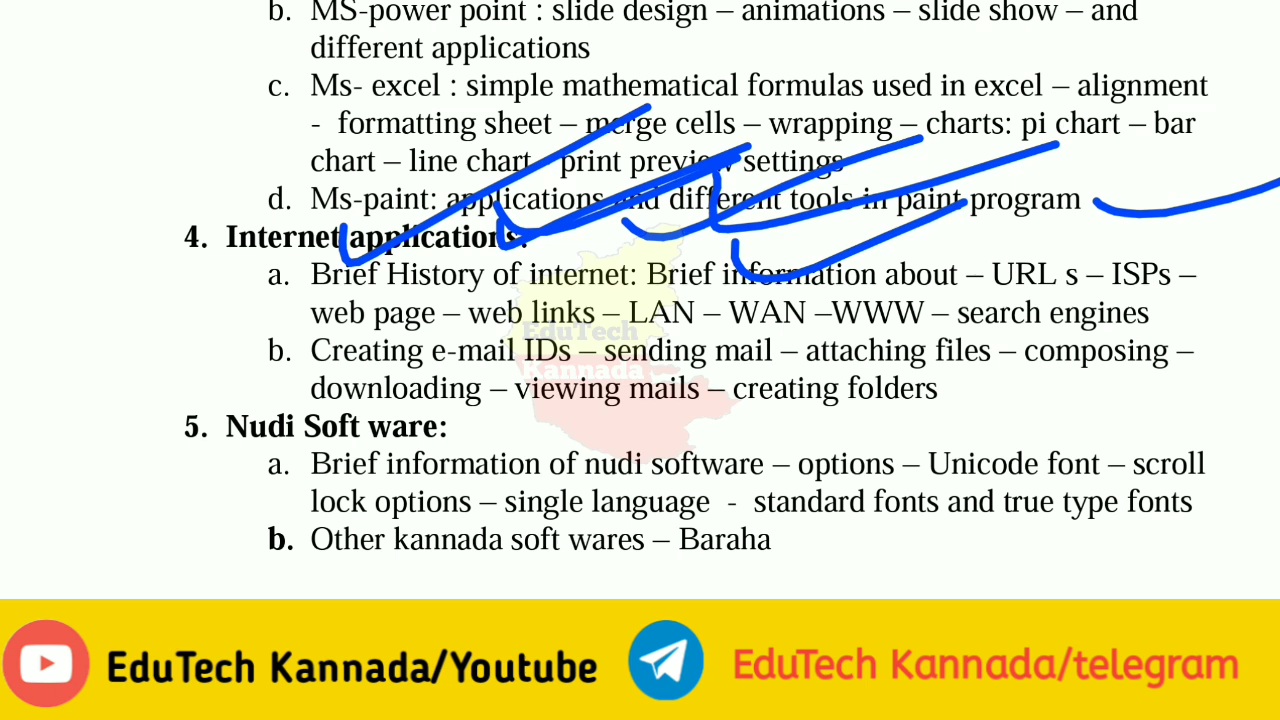 b. MS-power point : slide design – animations – slide show – and
different applications
c. Ms- excel : simple mathematical formulas used in excel – alignment
- formatting sheet – merge cells – wrapping – charts: pi chart – bar
chart – line chart – print preview settings
d. Ms-paint: applications and different tools in paint program
4. Internet applications:
a. Brief History of internet: Brief information about – URL s – ISPs –
web page – web links – LAN – WAN –WWW – search engines
b. Creating e-mail IDs – sending mail – attaching files – composing –
downloading – viewing mails – creating folders
5. Nudi Soft ware:
a. Brief information of nudi software – options – Unicode font – scroll
lock options – single language - standard fonts and true type fonts
b. Other kannada soft wares – Baraha
EduTech
Kannada
EduTech Kannada/Youtube
EduTech Kannada/telegram